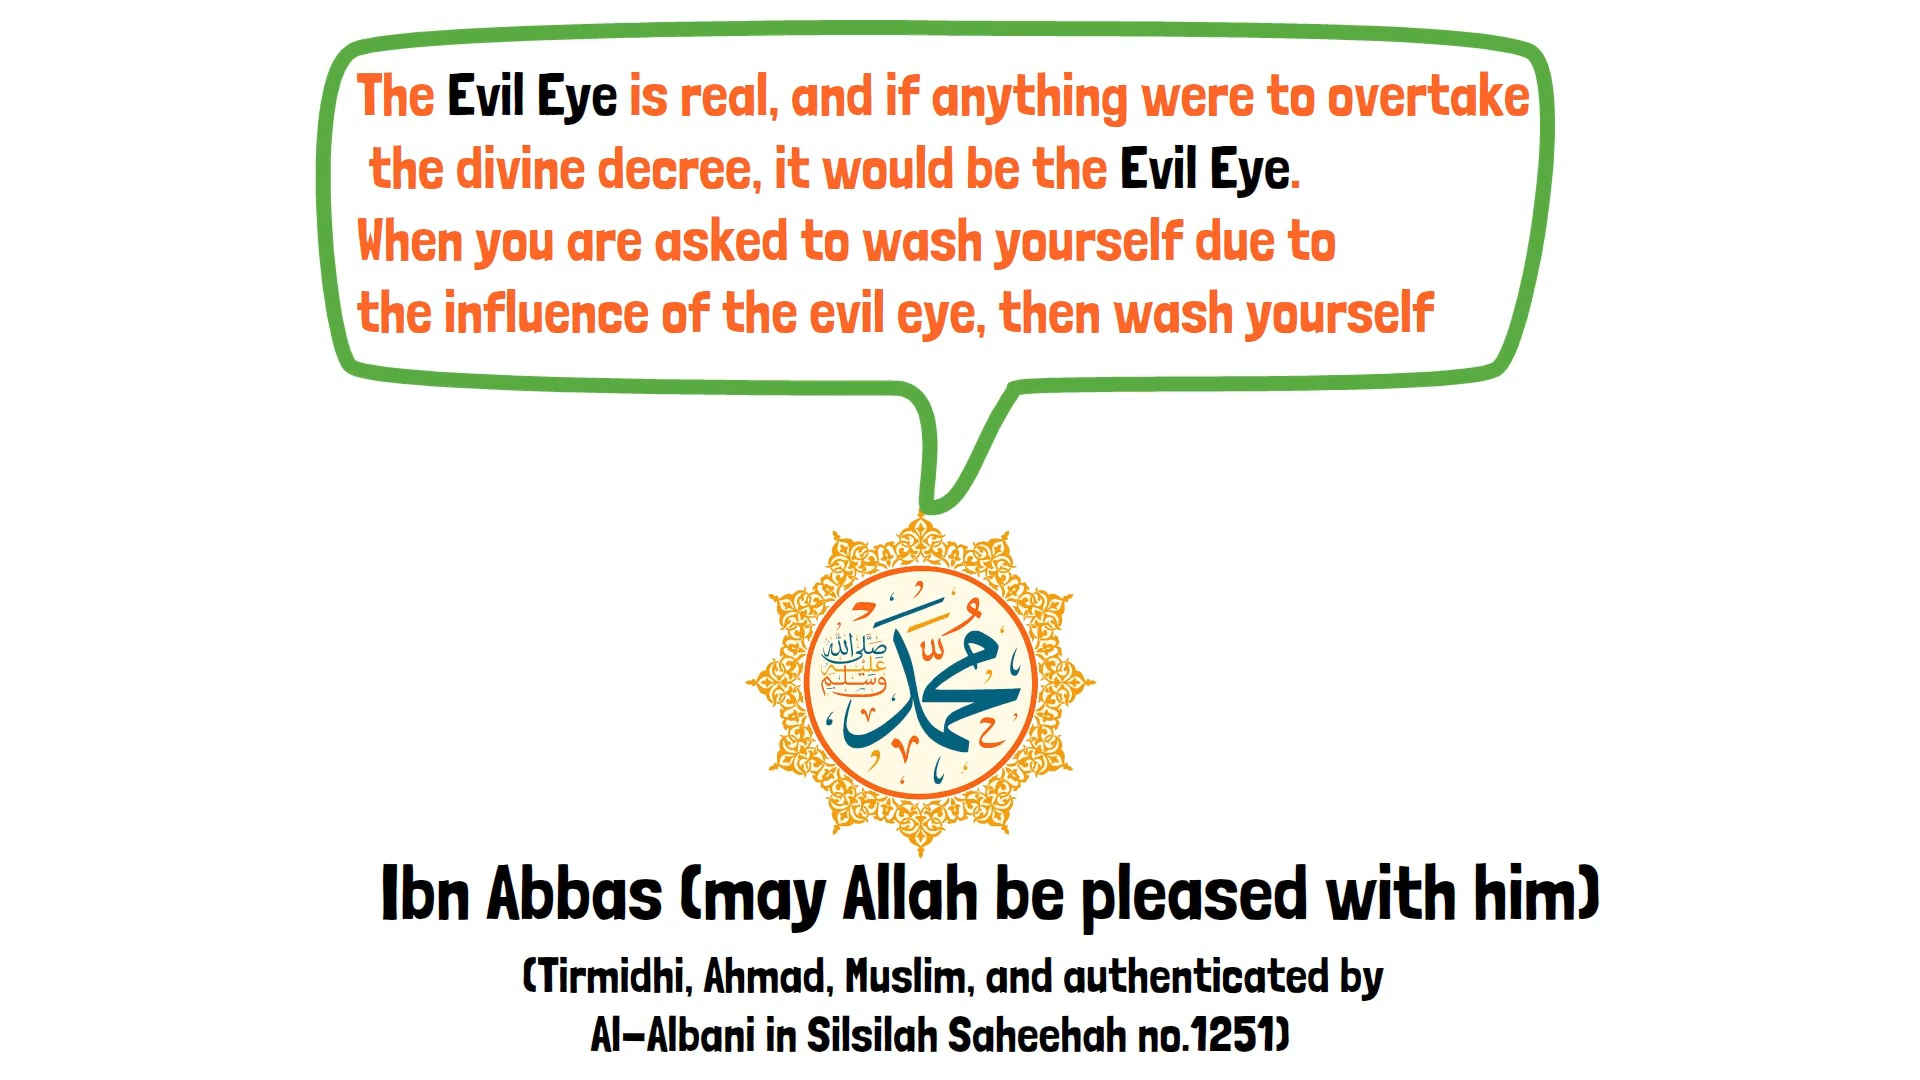 The Evil Eye is real, and if anything were to overtake
the divine decree, it would be the Evil Eye.
When you are asked to wash yourself due to
the influence of the evil eye, then wash yourself
محمد
صلى الله
عليه
وسلم
Ibn Abbas (may Allah be pleased with him)
(Tirmidhi, Ahmad, Muslim, and authenticated by
Al-Albani in Silsilah Saheehah no.1251)